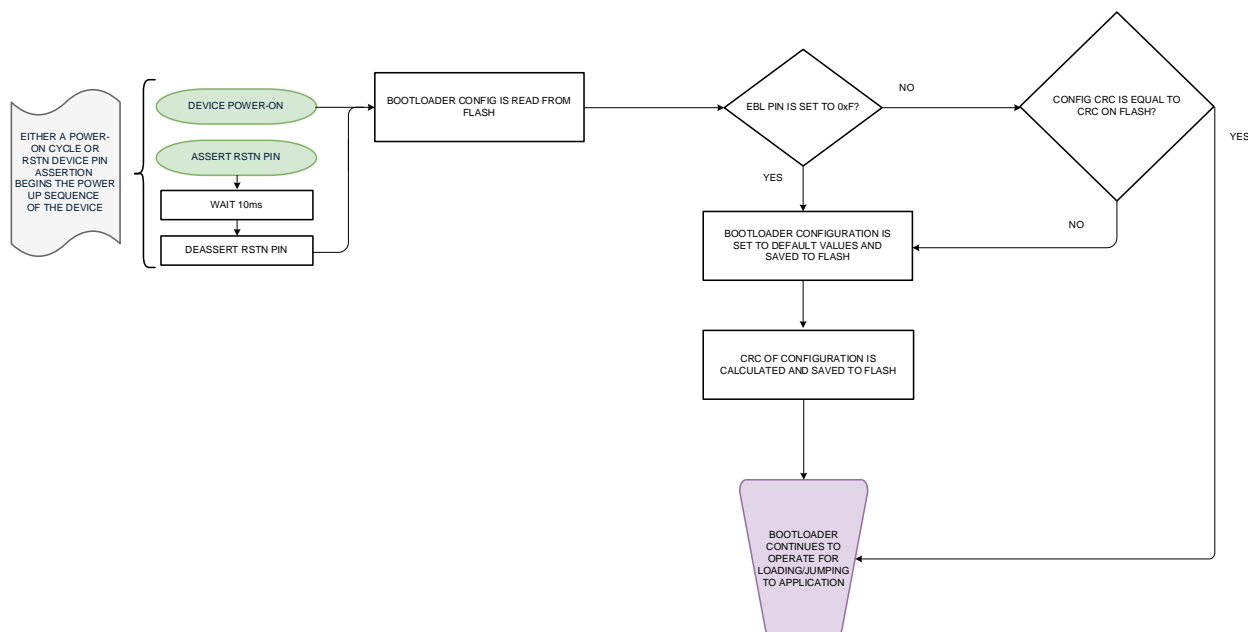 EITHER A POWER-
ON CYCLE OR
RSTN DEVICE PIN
ASSERTION
BEGINS THE POWER
UP SEQUENCE
OF THE DEVICE
DEVICE POWER-ON
ASSERT RSTN PIN
WAIT 10ms
DEASSERT RSTN PIN
BOOTLOADER CONFIG IS READ FROM
FLASH
EBL PIN IS SET TO 0xF?
NO
YES
CONFIG CRC IS EQUAL TO
CRC ON FLASH?
YES
NO
BOOTLOADER CONFIGURATION IS
SET TO DEFAULT VALUES AND
SAVED TO FLASH
CRC OF CONFIGURATION IS
CALCULATED AND SAVED TO FLASH
BOOTLOADER
CONTINUES TO
OPERATE FOR
LOADING/JUMPING
TO APPLICATION